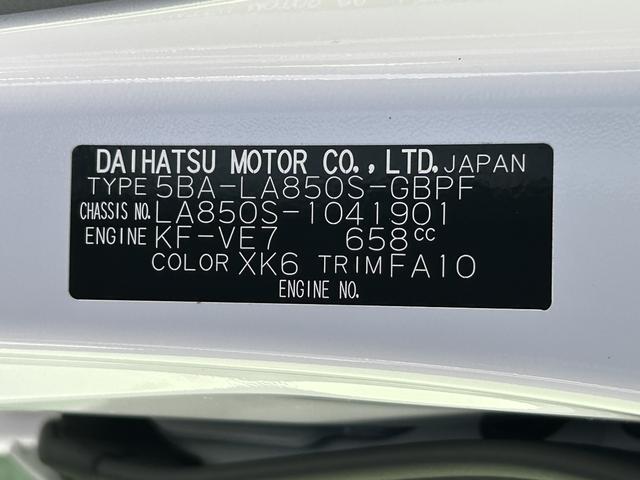 DAIHATSU MOTOR CO., LTD. JAPAN
TYPE 5BA-LA850S-GBPF
CHASSIS NO. LA850S-1041901
ENGINE KF-VE7 658cc
COLOR XK6 TRIM FA10
ENGINE NO.